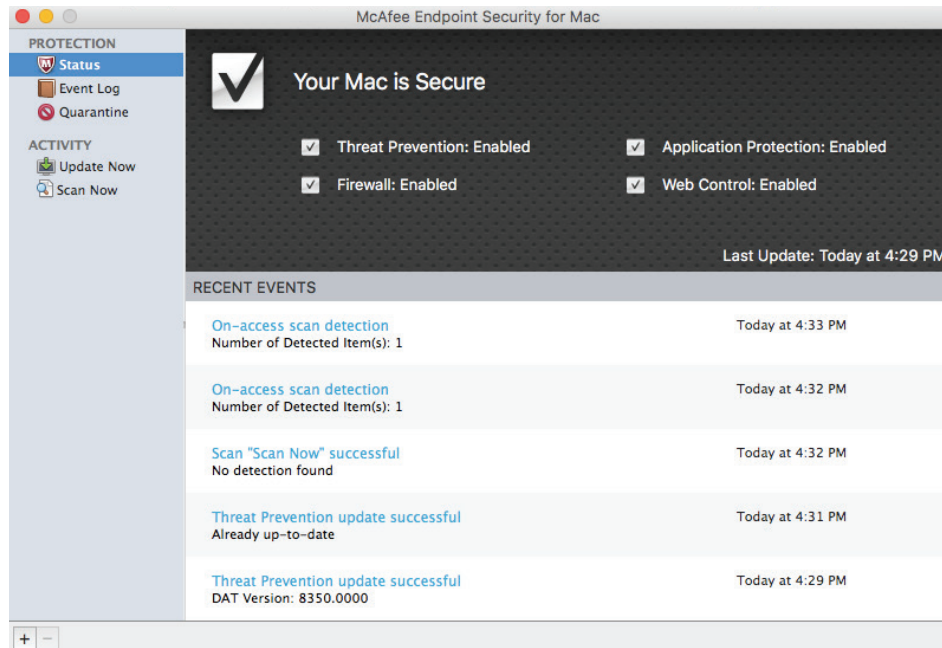 McAfee Endpoint Security for Mac
PROTECTION
Status
Event Log
Quarantine
ACTIVITY
Update Now
Scan Now
Your Mac is Secure
Threat Prevention: Enabled
Application Protection: Enabled
Firewall: Enabled
Web Control: Enabled
Last Update: Today at 4:29 PM
RECENT EVENTS
On-access scan detection
Today at 4:33 PM
Number of Detected Item(s): 1
On-access scan detection
Today at 4:32 PM
Number of Detected Item(s): 1
Scan "Scan Now" successful
Today at 4:32 PM
No detection found
Threat Prevention update successful
Today at 4:31 PM
Already up-to-date
Threat Prevention update successful
Today at 4:29 PM
DAT Version: 8350.0000